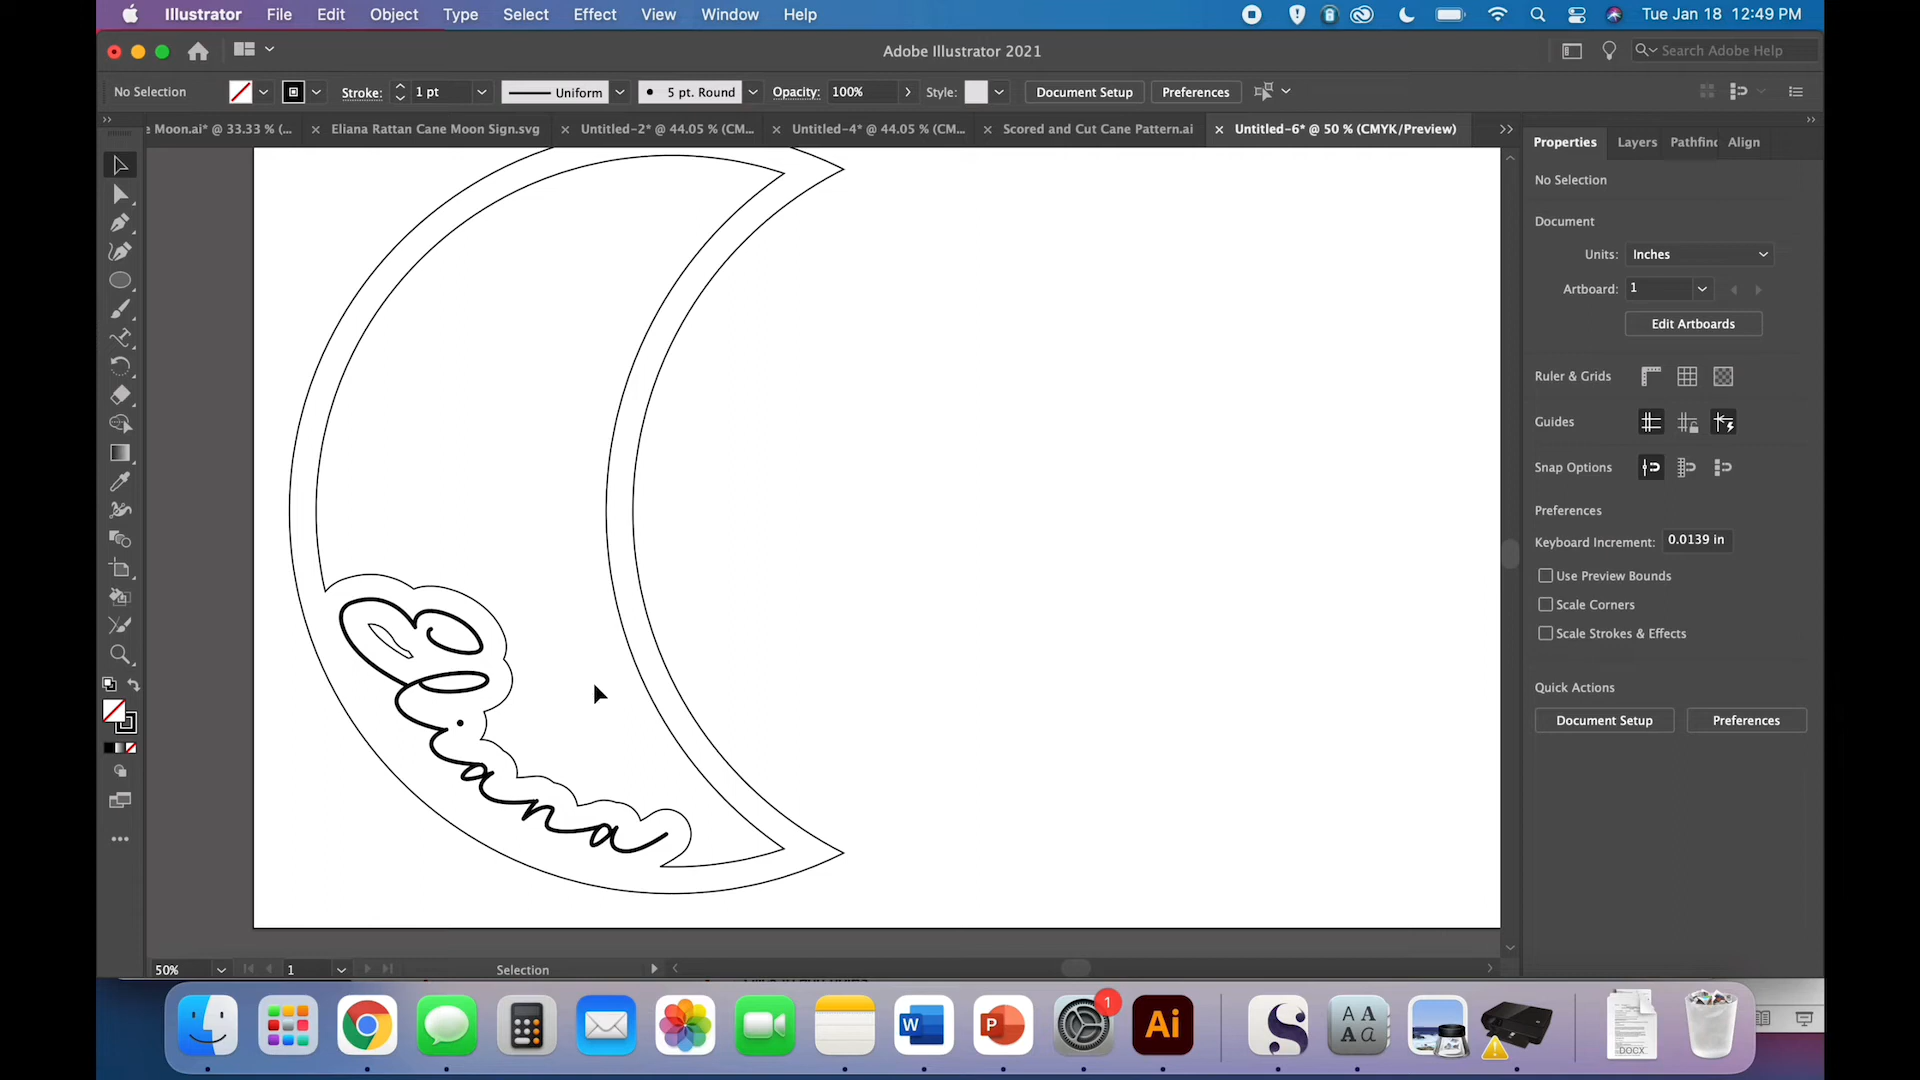 Illustrator File Edit Object Type Select Effect View Window Help
Tue Jan 18 12:49 PM
Adobe Illustrator 2021
Search Adobe Help
No Selection
Stroke: 1 pt
Uniform
5 pt. Round
Opacity: 100%
Style:
Document Setup
Preferences
e Moon.ai* @ 33.33 % (...
Eliana Rattan Cane Moon Sign.svg
Untitled-2* @ 44.05 % (CM...
Untitled-4* @ 44.05 % (CM...
Scored and Cut Cane Pattern.ai
Untitled-6* @ 50 % (CMYK/Preview)
Properties Layers Pathfinc Align
No Selection
Document
Units: Inches
Artboard: 1
Edit Artboards
Ruler & Grids
Guides
Snap Options
Preferences
Keyboard Increment: 0.0139 in
Use Preview Bounds
Scale Corners
Scale Strokes & Effects
Quick Actions
Document Setup
Preferences
Eliana
50%
1
Selection
1
W
P
Ai
A A
A a
DOCX